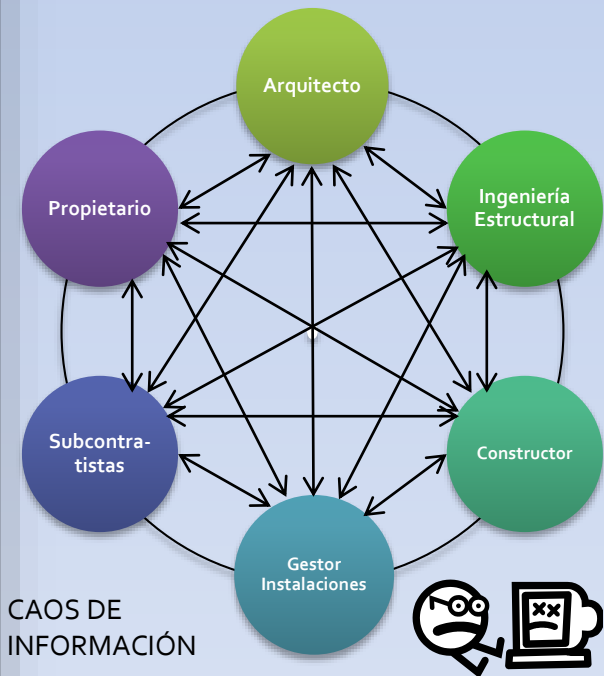 Arquitecto
Propietario
Ingeniería
Estructural
Subcontra-
tistas
Constructor
Gestor
Instalaciones
CAOS DE
INFORMACIÓN